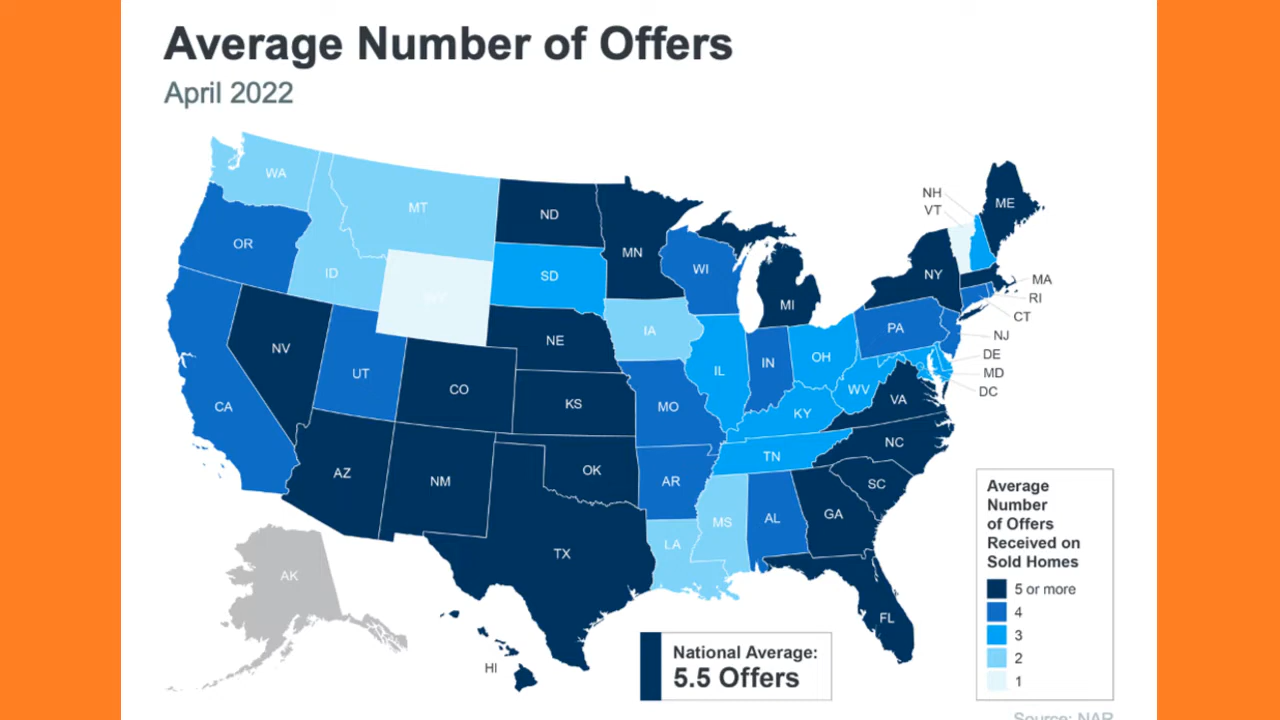 Average Number of Offers
April 2022
WA
MT
ND
MN
OR
ID
WY
SD
WI
MI
NY
NH
VT
ME
MA
RI
CT
NJ
DE
MD
DC
NV
UT
CO
NE
IA
IL
IN
OH
PA
CA
KS
MO
KY
WV
VA
AZ
NM
OK
AR
TN
NC
SC
TX
LA
MS
AL
GA
FL
AK
HI
Average
Number
of Offers
Received on
Sold Homes
5 or more
4
3
2
1
National Average:
5.5 Offers
Source: NAR